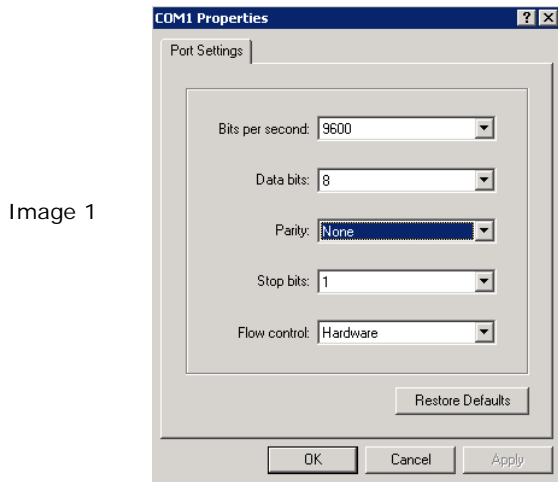 COM1 Properties
Port Settings
Bits per second: 9600
Data bits: 8
Image 1
Parity: None
Stop bits: 1
Flow control: Hardware
Restore Defaults
OK Cancel Apply